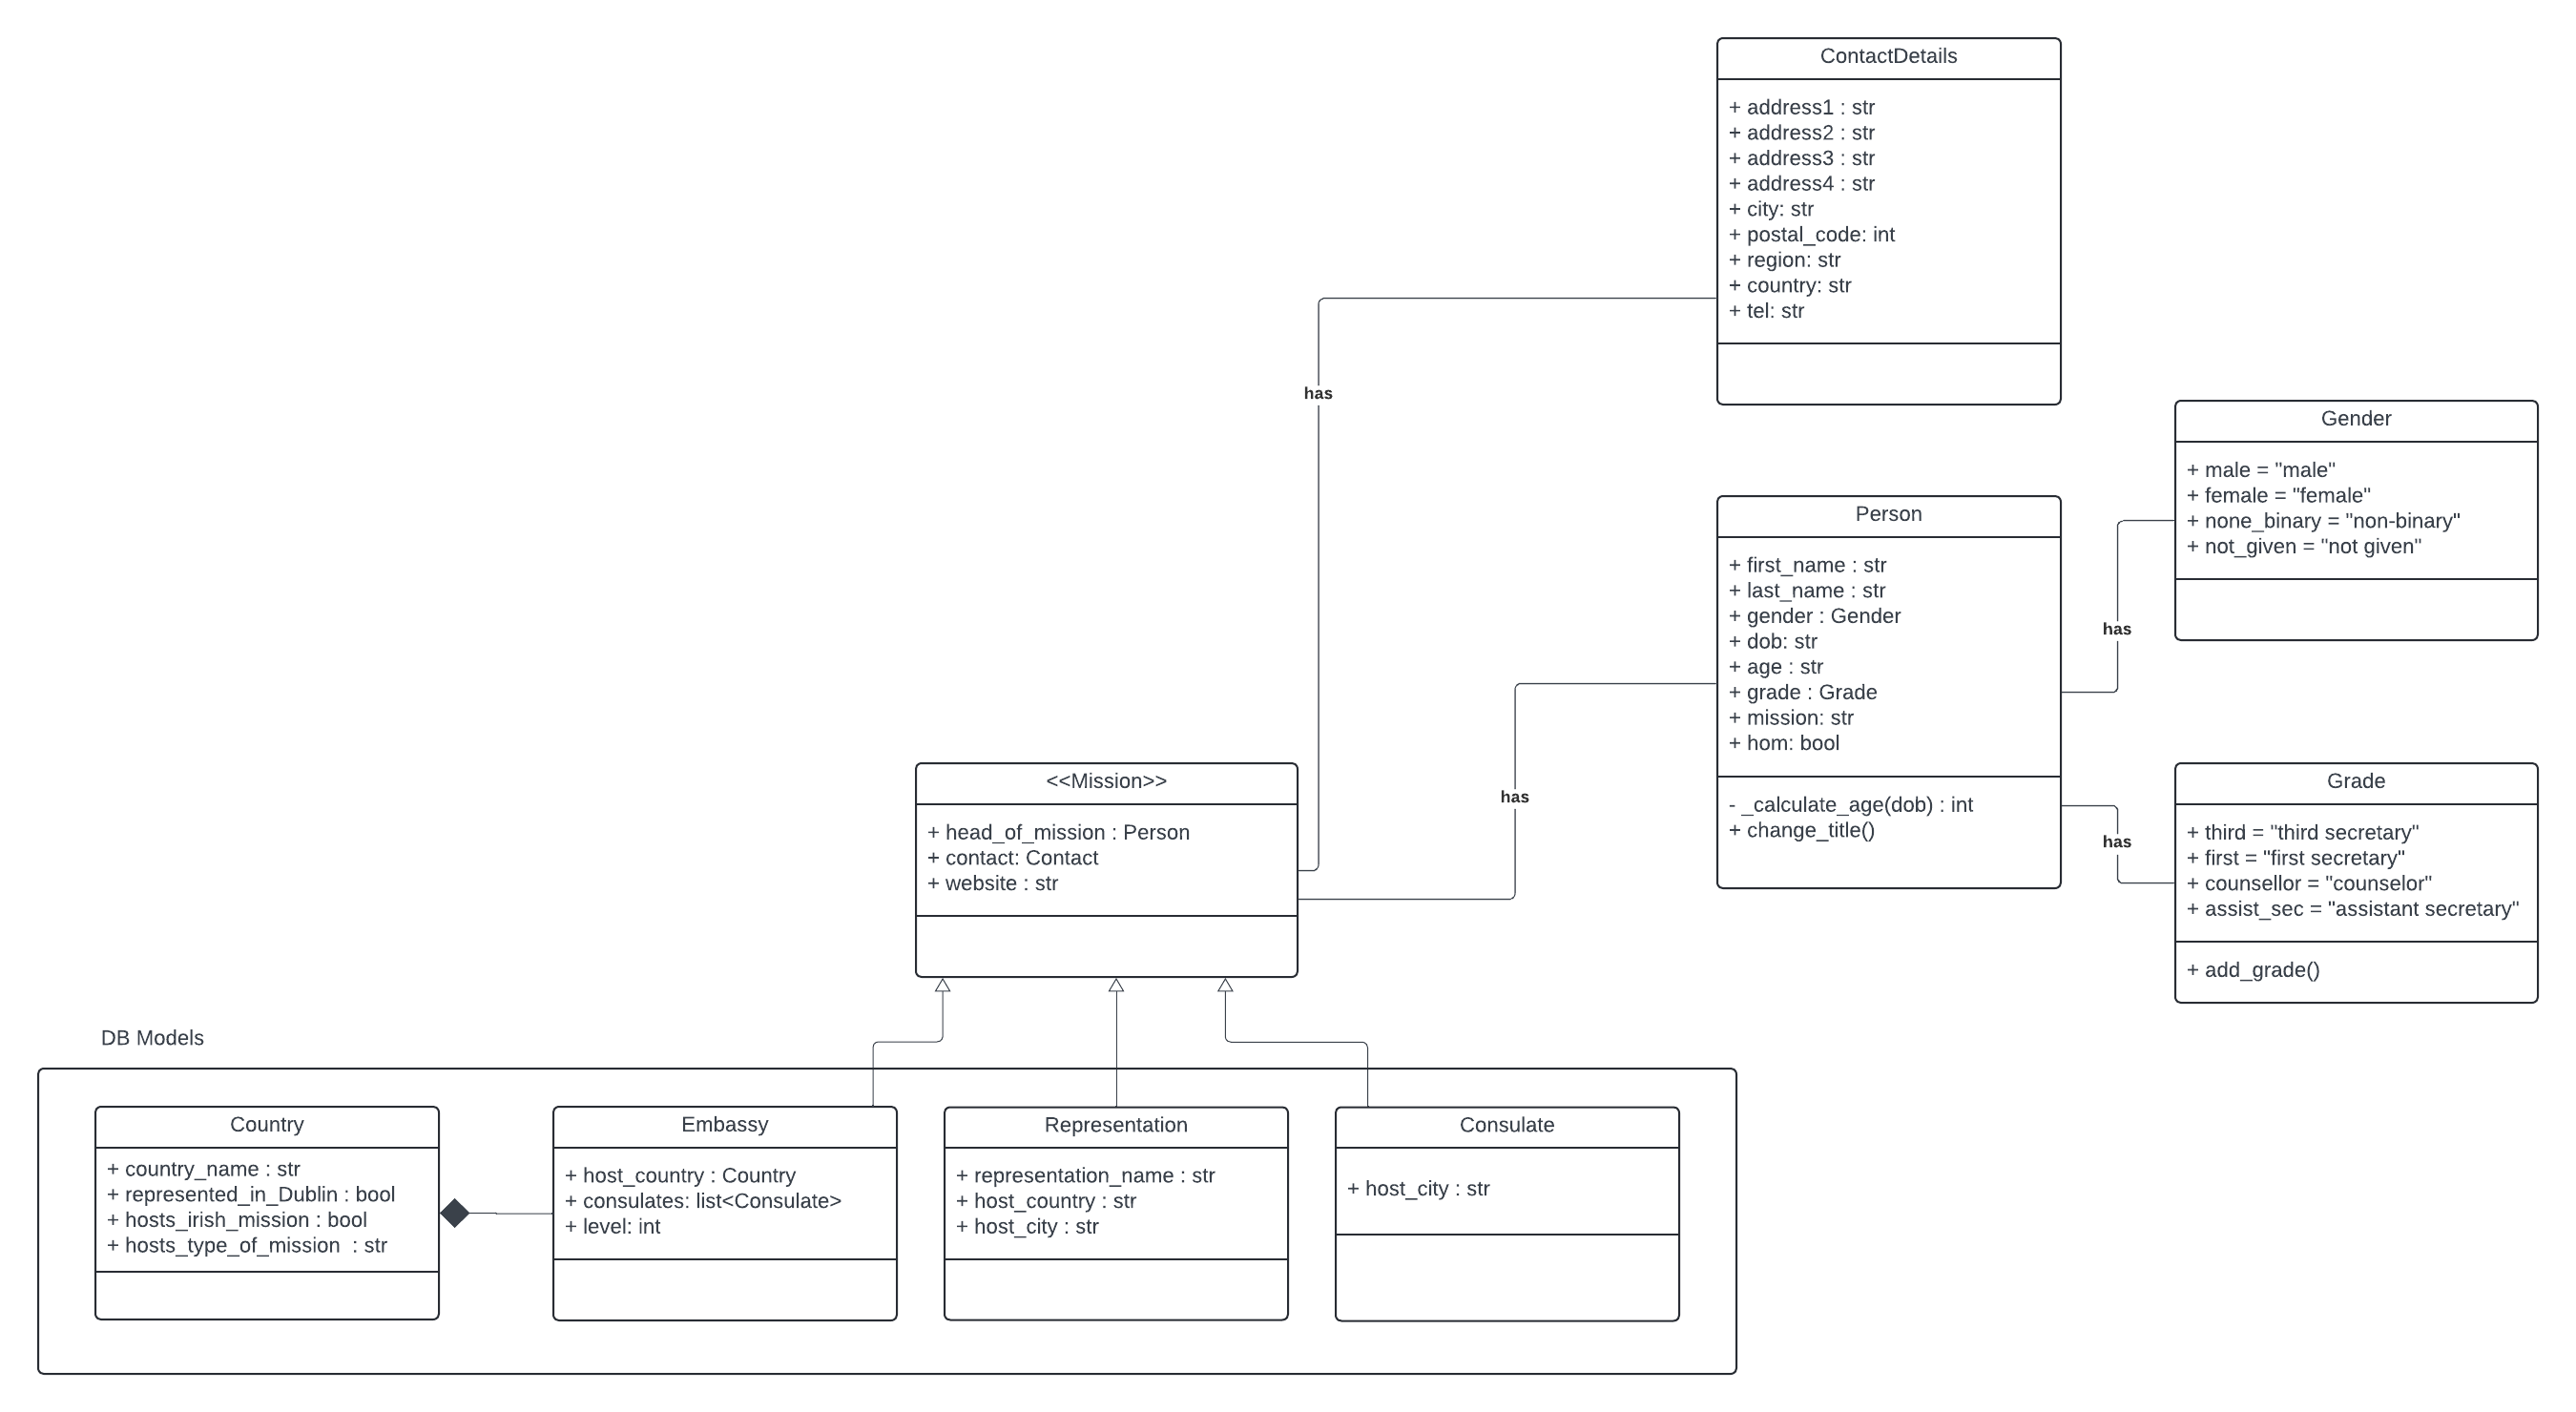 ContactDetails
+ address1 : str
+ address2 : str
+ address3 : str
+ address4 : str
+ city: str
+ postal_code: int
+ region: str
+ country: str
+ tel: str
has
Gender
+ male = "male"
+ female = "female"
+ none_binary = "non-binary"
+ not_given = "not given"
Person
+ first_name : str
+ last_name : str
+ gender : Gender
+ dob: str
+ age : str
+ grade : Grade
+ mission: str
+ hom: bool
- _calculate_age(dob) : int
+ change_title()
has
has
has
<<Mission>>
+ head_of_mission : Person
+ contact: Contact
+ website : str
Grade
+ third = "third secretary"
+ first = "first secretary"
+ counsellor = "counselor"
+ assist_sec = "assistant secretary"
+ add_grade()
DB Models
Country
+ country_name : str
+ represented_in_Dublin : bool
+ hosts_irish_mission : bool
+ hosts_type_of_mission  : str
Embassy
+ host_country : Country
+ consulates: list<Consulate>
+ level: int
Representation
+ representation_name : str
+ host_country : str
+ host_city : str
Consulate
+ host_city : str